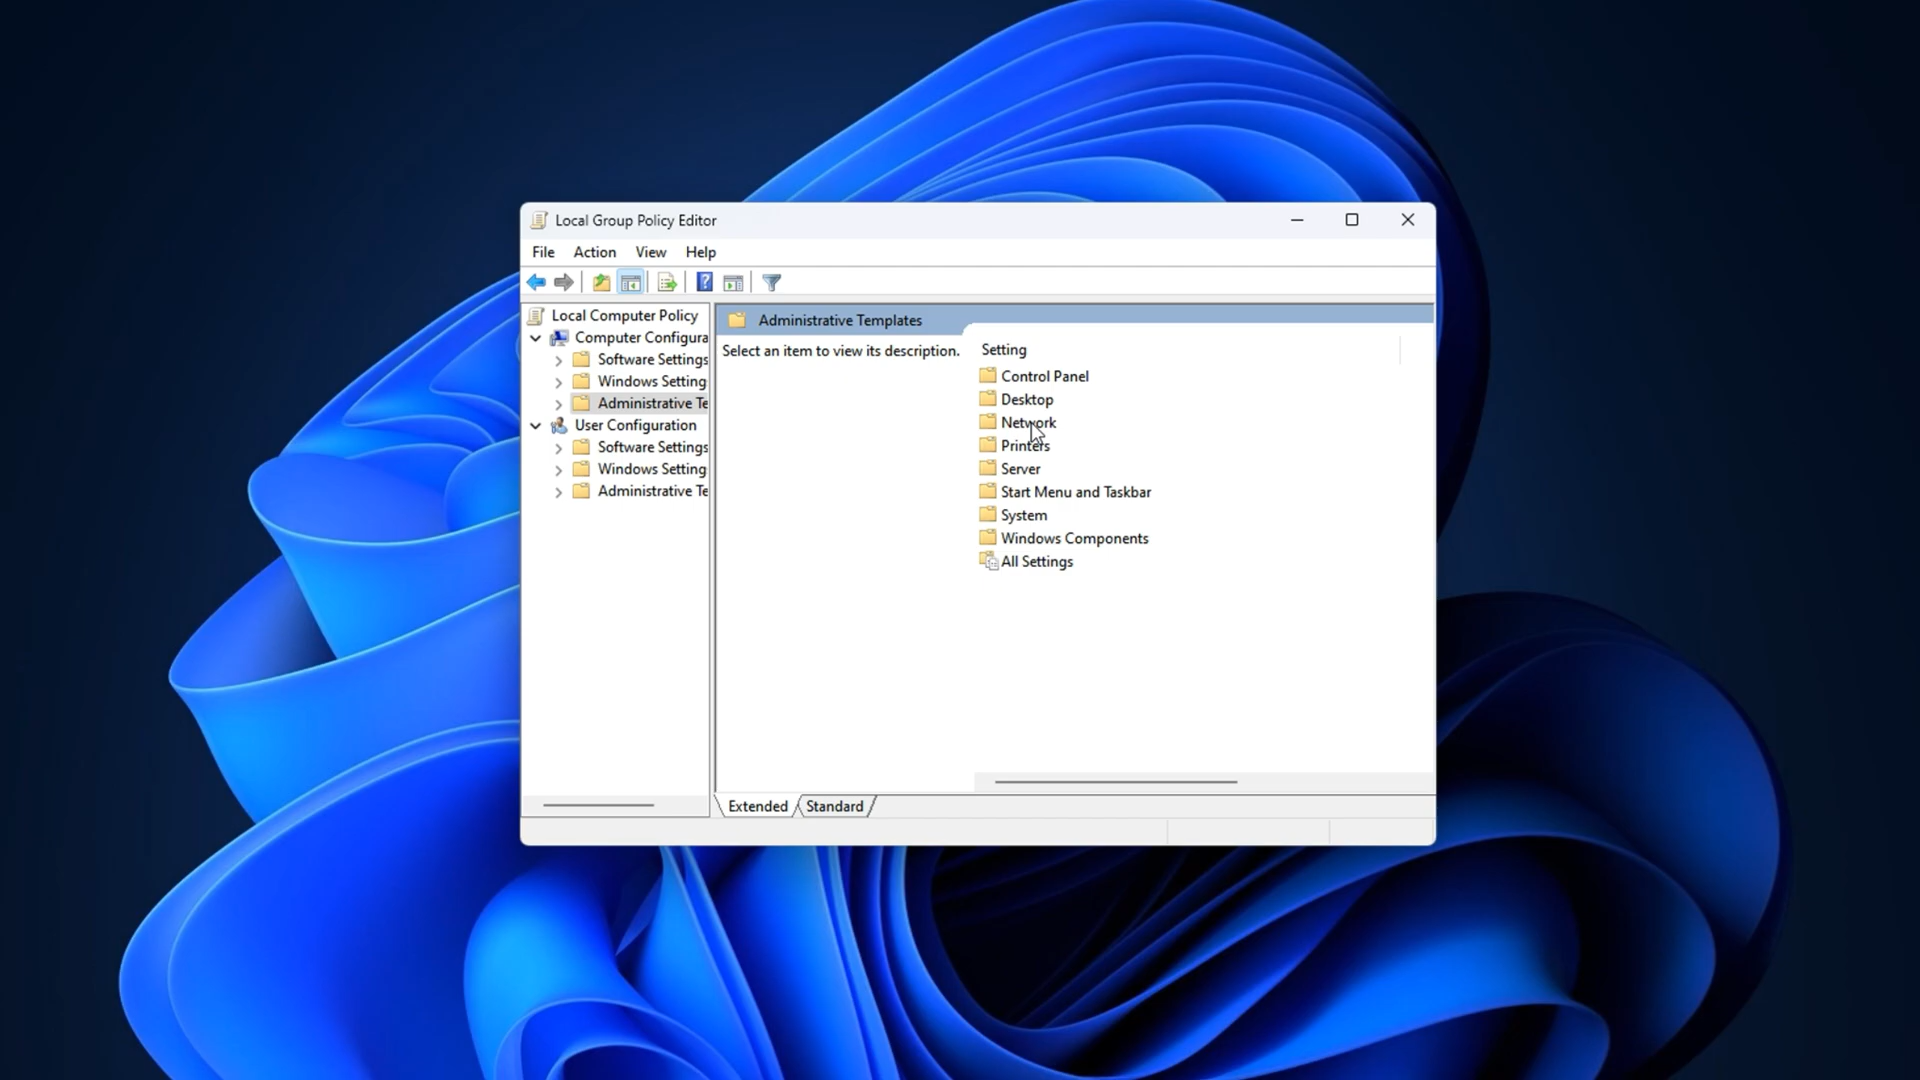 Local Group Policy Editor
File Action View Help
Local Computer Policy
Computer Configura
Software Settings
Windows Setting
Administrative Te
User Configuration
Software Settings
Windows Setting
Administrative Te
Administrative Templates
Select an item to view its description.
Setting
Control Panel
Desktop
Network
Printers
Server
Start Menu and Taskbar
System
Windows Components
All Settings
Extended Standard